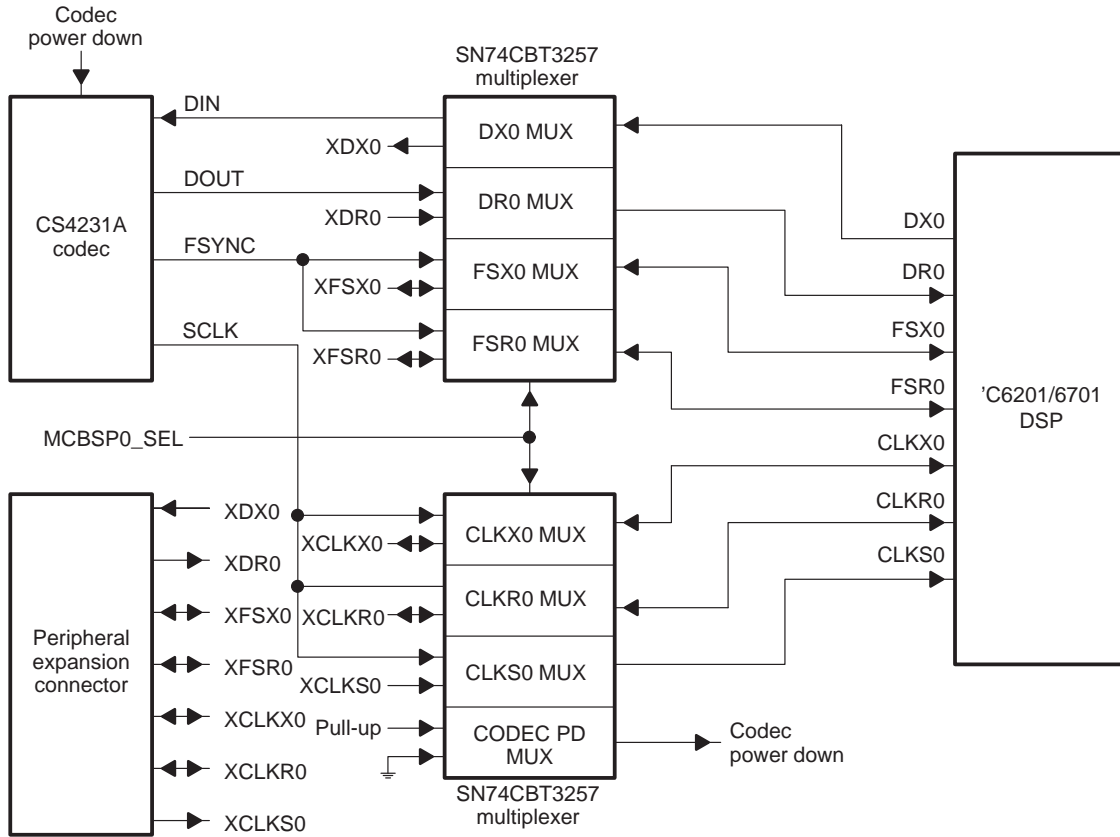 Codec
power down
SN74CBT3257
multiplexer
DIN
DX0 MUX
XDX0
DOUT
DR0 MUX
XDR0
CS4231A
codec
FSYNC
FSX0 MUX
XFSX0
SCLK
FSR0 MUX
XFSR0
DX0
DR0
FSX0
FSR0
'C6201/6701
DSP
CLKX0
CLKR0
CLKS0
MCBSP0_SEL
XDX0
XDR0
XFSX0
XFSR0
XCLKX0
XCLKR0
XCLKS0
Peripheral
expansion
connector
CLKX0 MUX
XCLKX0
CLKR0 MUX
XCLKR0
CLKS0 MUX
XCLKS0
Pull-up
CODEC PD
MUX
Codec
power down
SN74CBT3257
multiplexer